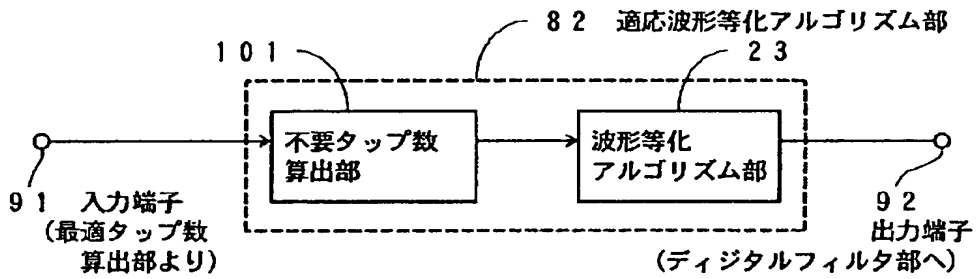 82 適応波形等化アルゴリズム部
101
23
不要タップ数
算出部
波形等化
アルゴリズム部
91 入力端子
(最適タップ数
算出部より)
92
出力端子
(ディジタルフィルタ部へ)